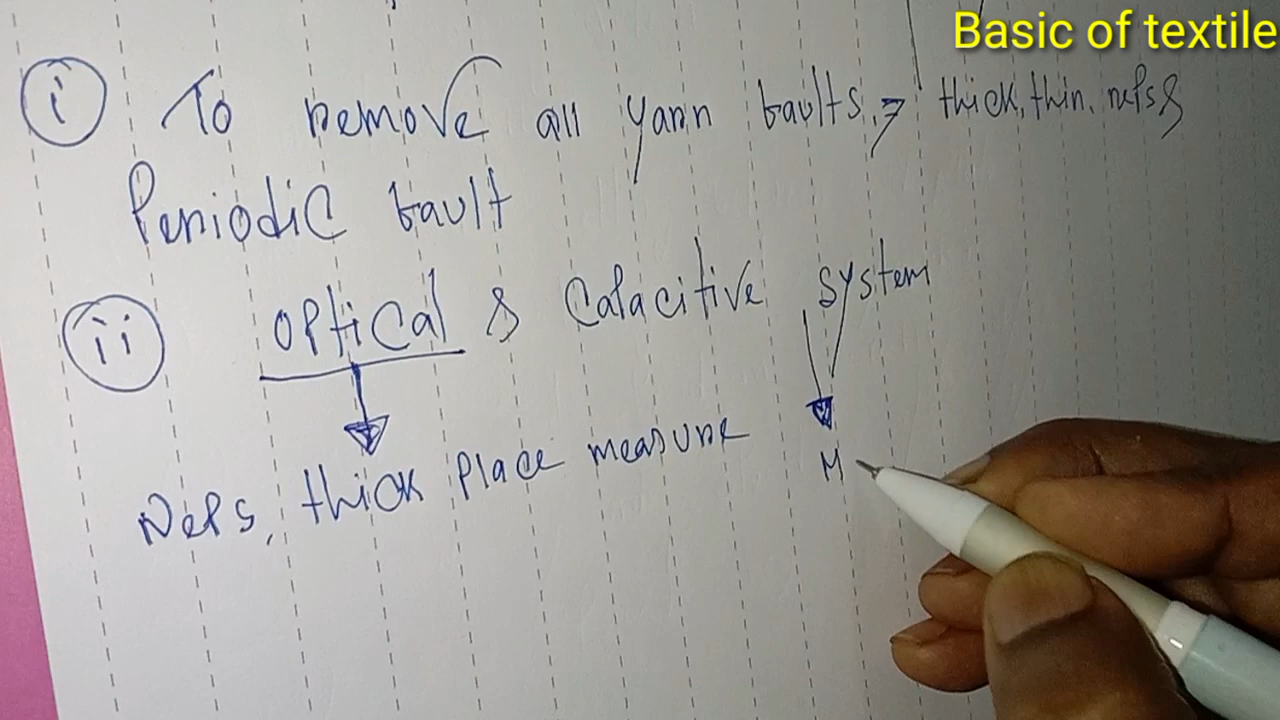 Basic of textile
i To remove all yarn faults. → thick, thin, neps &
Periodic fault
ii Optical & Capacitive system
Neps, thick place measure M